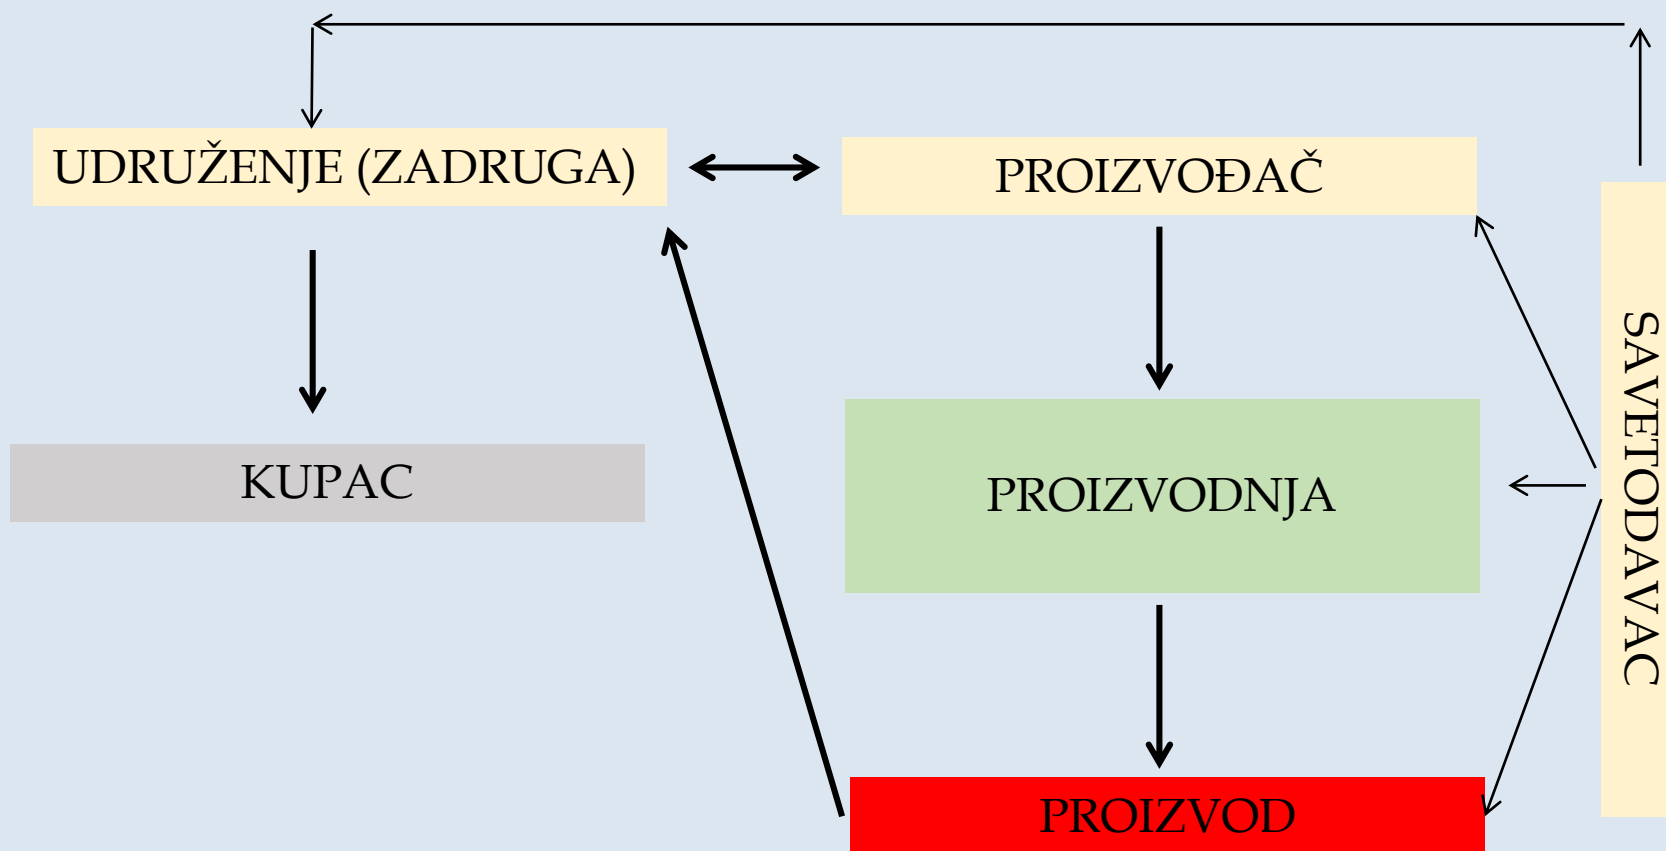 UDRUŽENJE (ZADRUGA)
PROIZVOĐAČ
KUPAC
PROIZVODNJA
PROIZVOD
SAVETODAVAC